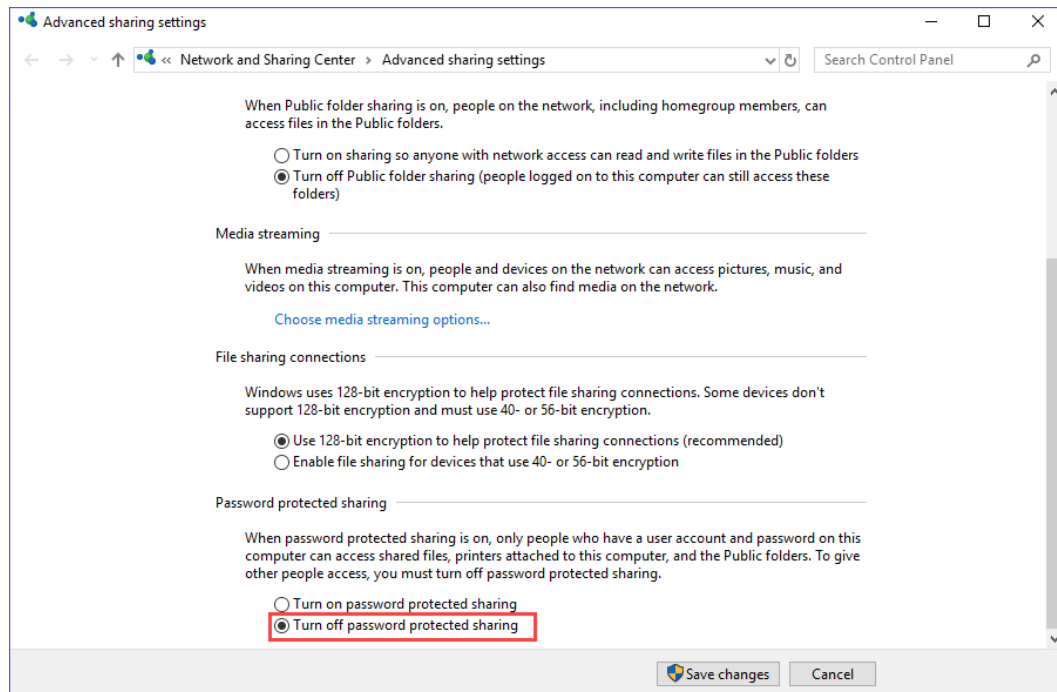 Advanced sharing settings
« Network and Sharing Center > Advanced sharing settings
Search Control Panel
When Public folder sharing is on, people on the network, including homegroup members, can
access files in the Public folders.
Turn on sharing so anyone with network access can read and write files in the Public folders
Turn off Public folder sharing (people logged on to this computer can still access these
folders)
Media streaming
When media streaming is on, people and devices on the network can access pictures, music, and
videos on this computer. This computer can also find media on the network.
Choose media streaming options...
File sharing connections
Windows uses 128-bit encryption to help protect file sharing connections. Some devices don't
support 128-bit encryption and must use 40- or 56-bit encryption.
Use 128-bit encryption to help protect file sharing connections (recommended)
Enable file sharing for devices that use 40- or 56-bit encryption
Password protected sharing
When password protected sharing is on, only people who have a user account and password on this
computer can access shared files, printers attached to this computer, and the Public folders. To give
other people access, you must turn off password protected sharing.
Turn on password protected sharing
Turn off password protected sharing
Save changes
Cancel